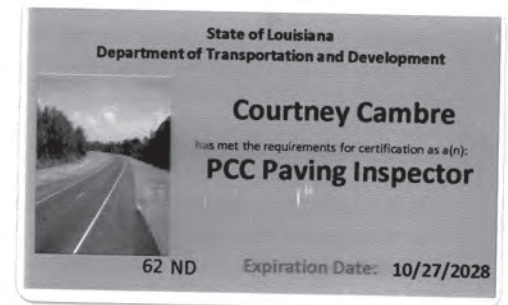 State of Louisiana
Department of Transportation and Development
Courtney Cambre
has met the requirements for certification as a(n):
PCC Paving Inspector
62 ND
Expiration Date: 10/27/2028